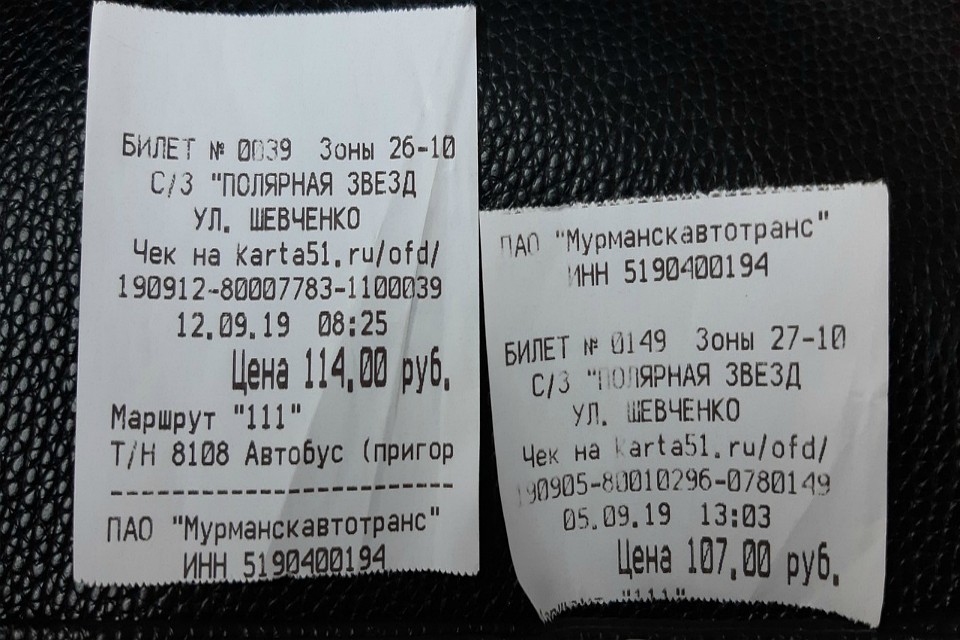 БИЛЕТ № 0039 Зоны 26-10
С/З "ПОЛЯРНАЯ ЗВЕЗД
УЛ. ШЕВЧЕНКО
Чек на karta51.ru/ofd/
190912-80007783-1100039
12.09.19 08:25
Цена 114,00 руб.
Маршрут "111"
Т/Н 8108 Автобус (пригор
------------------------
ПАО "Мурманскавтотранс"
ИНН 5190400194
ПАО "Мурманскавтотранс"
ИНН 5190400194
БИЛЕТ № 0149 Зоны 27-10
С/З "ПОЛЯРНАЯ ЗВЕЗД
УЛ. ШЕВЧЕНКО
Чек на karta51.ru/ofd/
190905-80010296-0780149
05.09.19 13:03
Цена 107,00 руб.